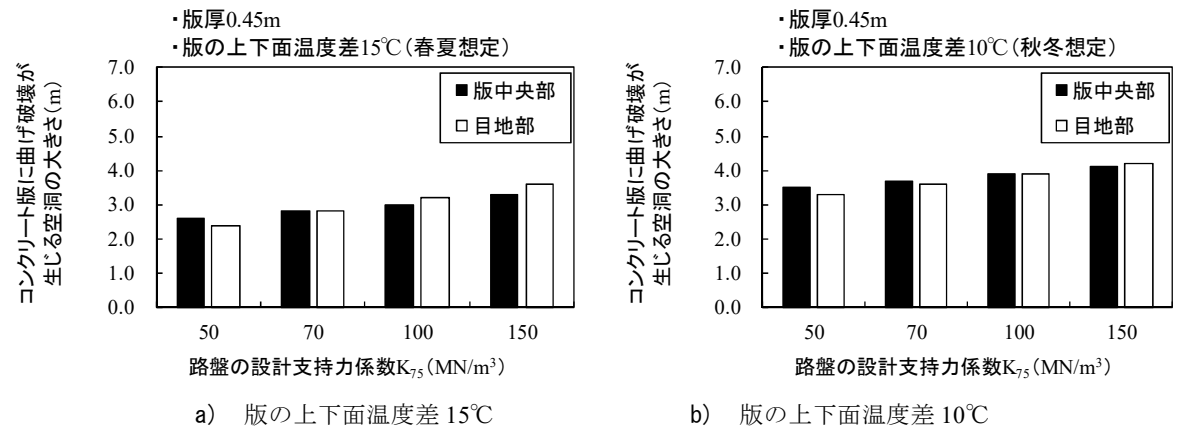 ・版厚0.45m
・版の上下面温度差15℃（春夏想定）
コンクリート版に曲げ破壊が
生じる空洞の大きさ（m）
7.0
6.0
5.0
4.0
3.0
2.0
1.0
0.0
版中央部
目地部
50 70 100 150
路盤の設計支持力係数K75（MN/m3）
a) 版の上下面温度差 15℃
・版厚0.45m
・版の上下面温度差10℃（秋冬想定）
コンクリート版に曲げ破壊が
生じる空洞の大きさ（m）
7.0
6.0
5.0
4.0
3.0
2.0
1.0
0.0
版中央部
目地部
50 70 100 150
路盤の設計支持力係数K75（MN/m3）
b) 版の上下面温度差 10℃